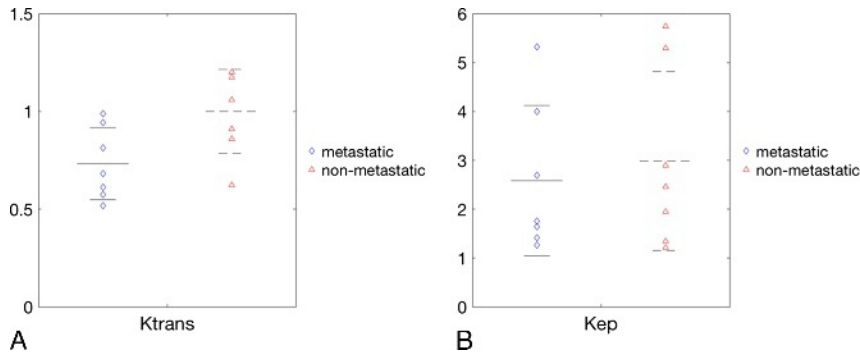 1.5
1
0.5
0
Ktrans
metastatic
non-metastatic
A
6
5
4
3
2
1
0
Kep
metastatic
non-metastatic
B